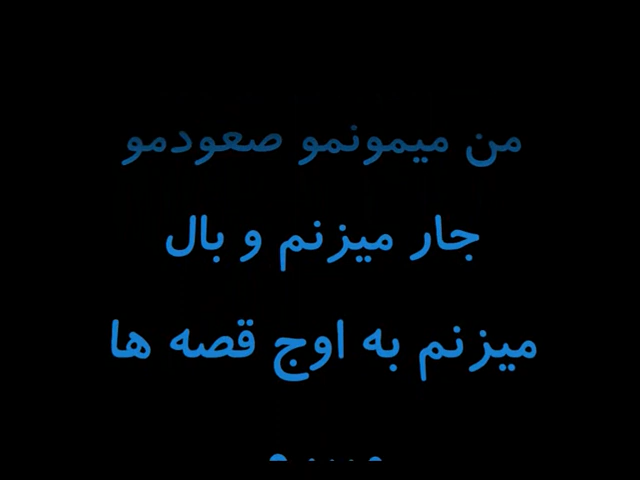 من میمونمو صعودمو
جار میزنم و بال
میزنم به اوج قصه ها